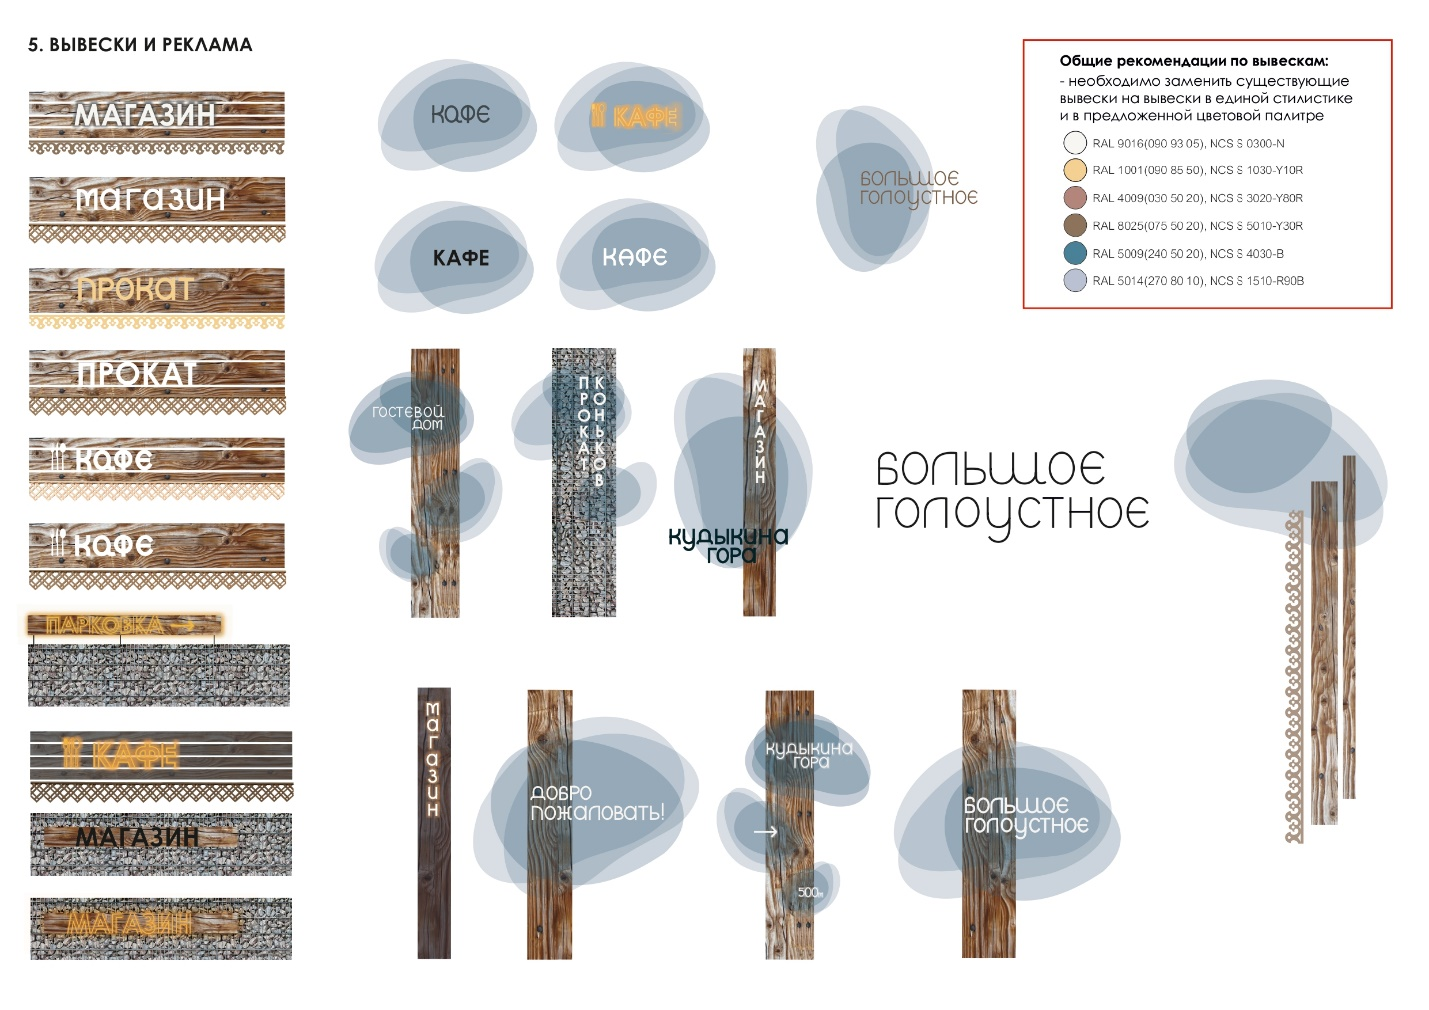 5. ВЫВЕСКИ И РЕКЛАМА
МАГАЗИН
магазин
ПРОКАТ
ПРОКАТ
КАФЕ
КАФЕ
ПАРКОВКА →
КАФЕ
МАГАЗИН
МАГАЗИН
КАФЕ
КАФЕ
КАФЕ
КАФЕ
БОЛЬШОЕ
ГОЛОУСТНОЕ
Общие рекомендации по вывескам:
- необходимо заменить существующие
вывески на вывески в единой стилистике
и в предложенной цветовой палитре
RAL 9016(090 93 05), NCS S 0300-N
RAL 1001(090 85 50), NCS S 1030-Y10R
RAL 4009(030 50 20), NCS S 3020-Y80R
RAL 8025(075 50 20), NCS S 5010-Y30R
RAL 5009(240 50 20), NCS S 4030-B
RAL 5014(270 80 10), NCS S 1510-R90B
ГОСТЕВОЙ
ДОМ
ПРОКАТ
КОНЬКОВ
МАГАЗИН
КУДЫКИНА
ГОРА
БОЛЬШОЕ
ГОЛОУСТНОЕ
магазин
ДОБРО
ПОЖАЛОВАТЬ!
КУДЫКИНА
ГОРА
→
500м
БОЛЬШОЕ
ГОЛОУСТНОЕ